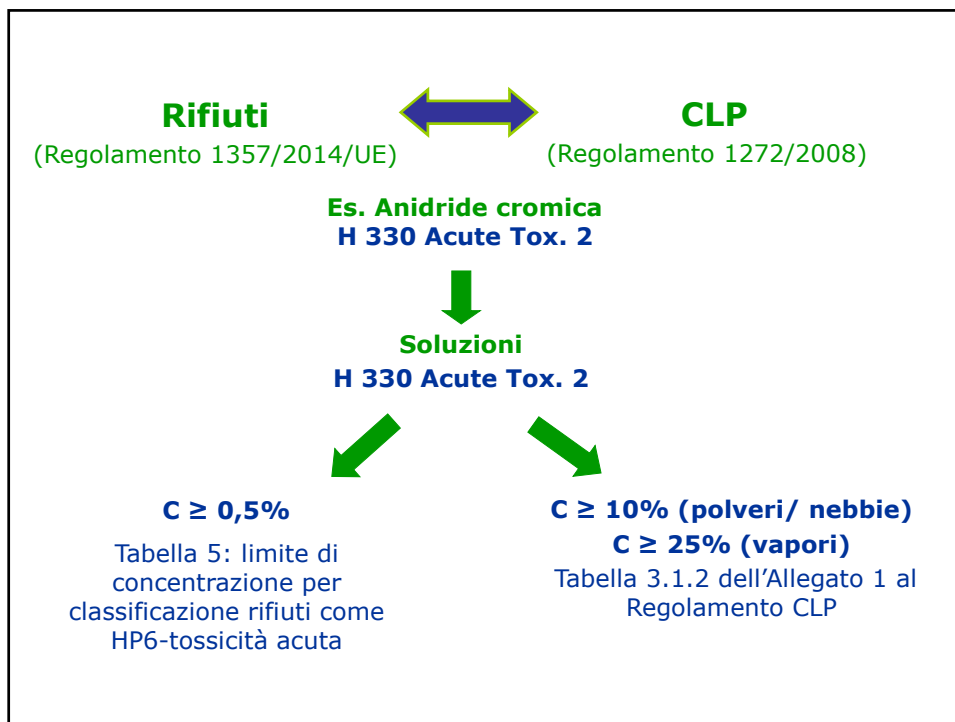 Rifiuti
(Regolamento 1357/2014/UE)
CLP
(Regolamento 1272/2008)
Es. Anidride cromica
H 330 Acute Tox. 2
Soluzioni
H 330 Acute Tox. 2
C ≥ 0,5%
Tabella 5: limite di
concentrazione per
classificazione rifiuti come
HP6-tossicità acuta
C ≥ 10% (polveri/ nebbie)
C ≥ 25% (vapori)
Tabella 3.1.2 dell’Allegato 1 al
Regolamento CLP